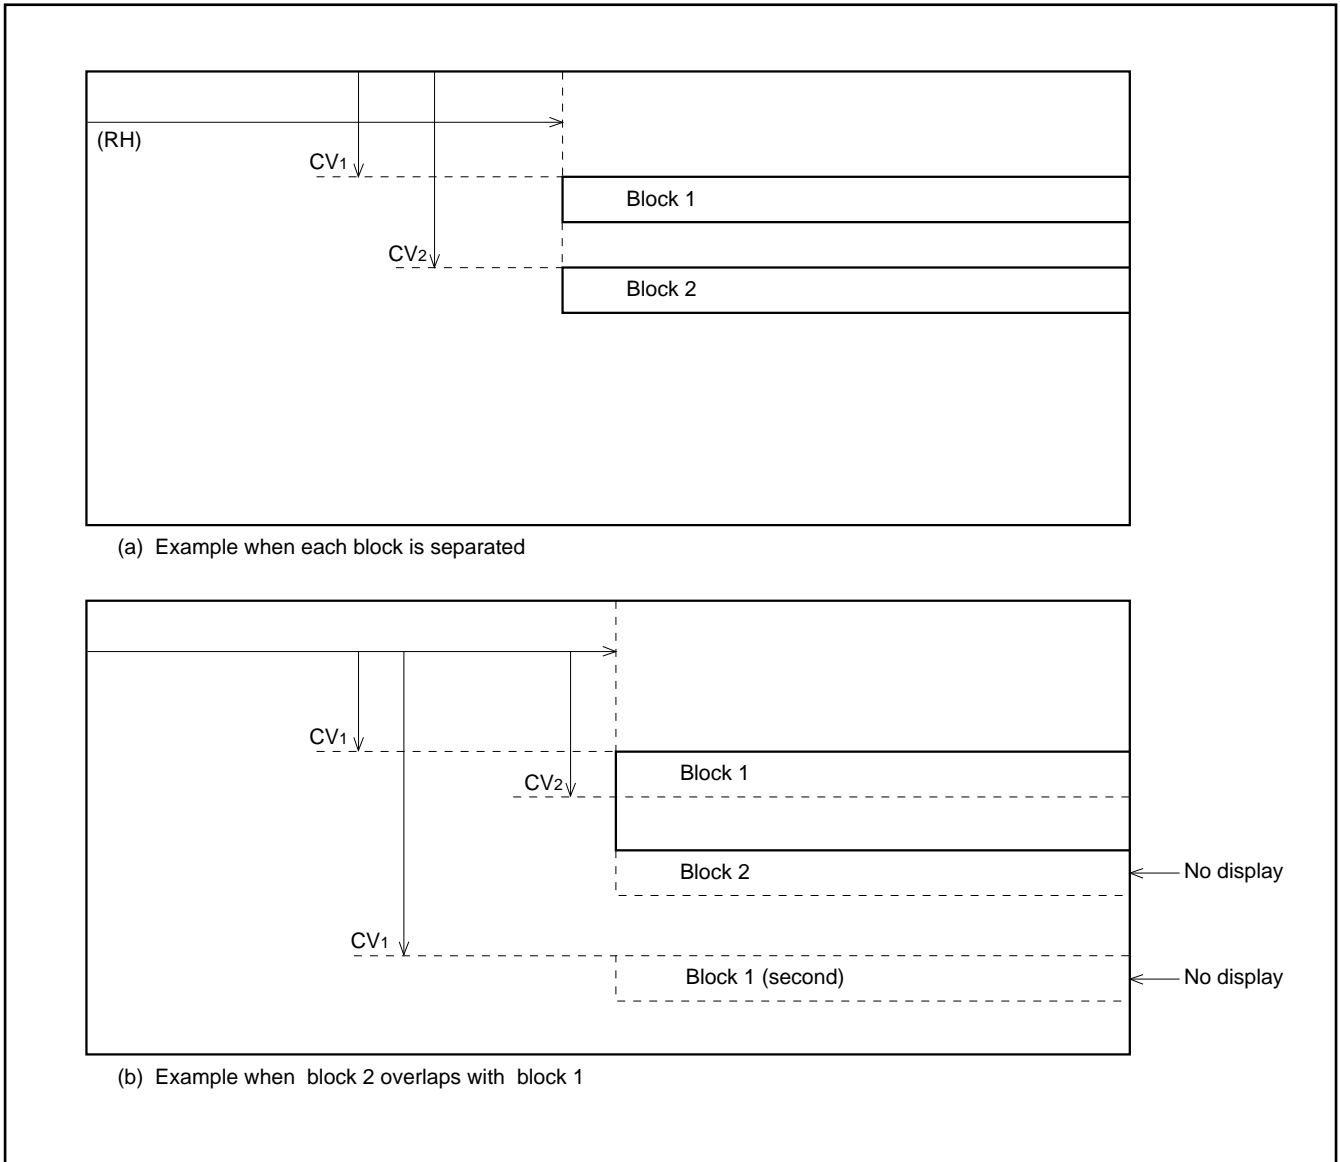 (RH)
CV1
Block 1
CV2
Block 2
(a) Example when each block is separated
CV1
Block 1
CV2
Block 2
No display
CV1
Block 1 (second)
No display
(b) Example when block 2 overlaps with block 1